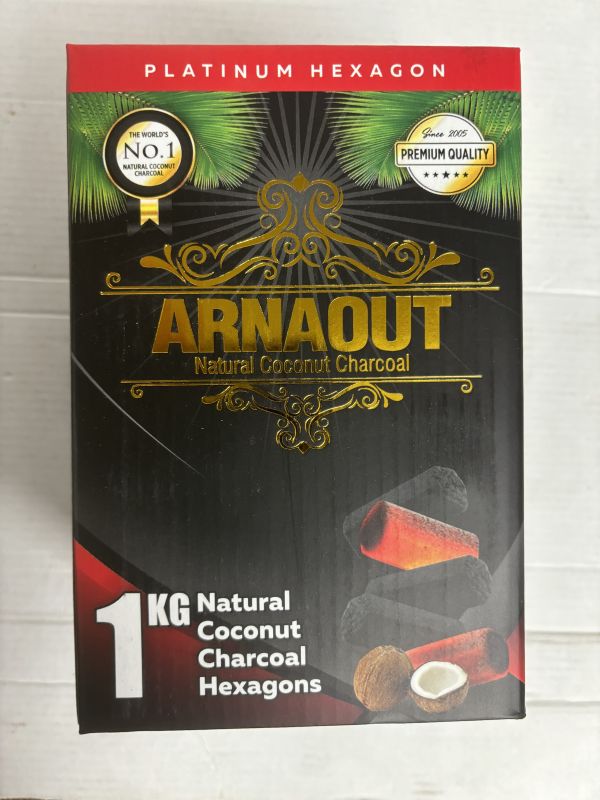 PLATINUM HEXAGON
THE WORLD'S
No.1
NATURAL COCONUT
CHARCOAL
Since 2005
PREMIUM QUALITY
ARNAOUT
Natural Coconut Charcoal
1KG
Natural
Coconut
Charcoal
Hexagons